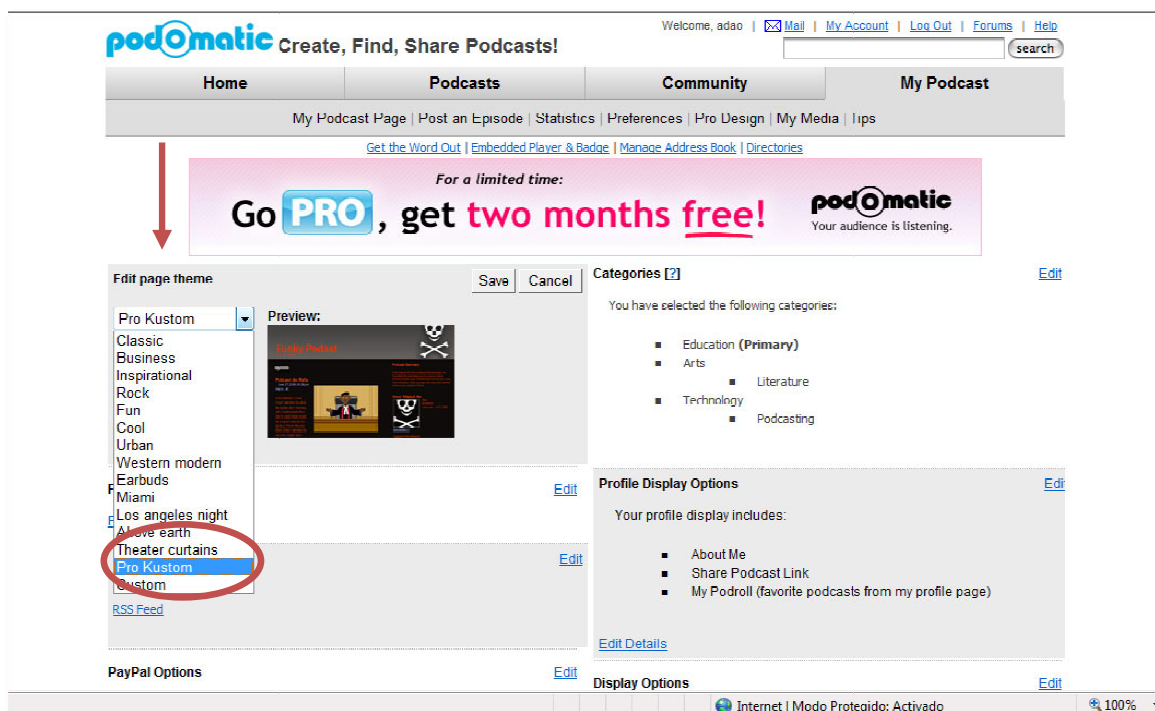 Welcome, adao | Mail | My Account | Log Out | Forums | Help
podOmatic Create, Find, Share Podcasts!
search
Home Podcasts Community My Podcast
My Podcast Page | Post an Episode | Statistics | Preferences | Pro Design | My Media | Tips
Get the Word Out | Embedded Player & Badge | Manage Address Book | Directories
For a limited time:
Go PRO, get two months free!
podOmatic
Your audience is listening.
Edit page theme Save Cancel
Pro Kustom
Preview:
Funky Podcast
Classic
Business
Inspirational
Rock
Fun
Cool
Urban
Western modern
Earbuds
Miami
Los angeles night
Above earth
Theater curtains
Pro Kustom
Custom
Edit
Edit
RSS Feed
PayPal Options Edit
Categories [?] Edit
You have selected the following categories:
Education (Primary)
Arts
Literature
Technology
Podcasting
Profile Display Options Edi
Your profile display includes:
About Me
Share Podcast Link
My Podroll (favorite podcasts from my profile page)
Edit Details
Display Options Edit
Internet | Modo Protegido: Activado 100%